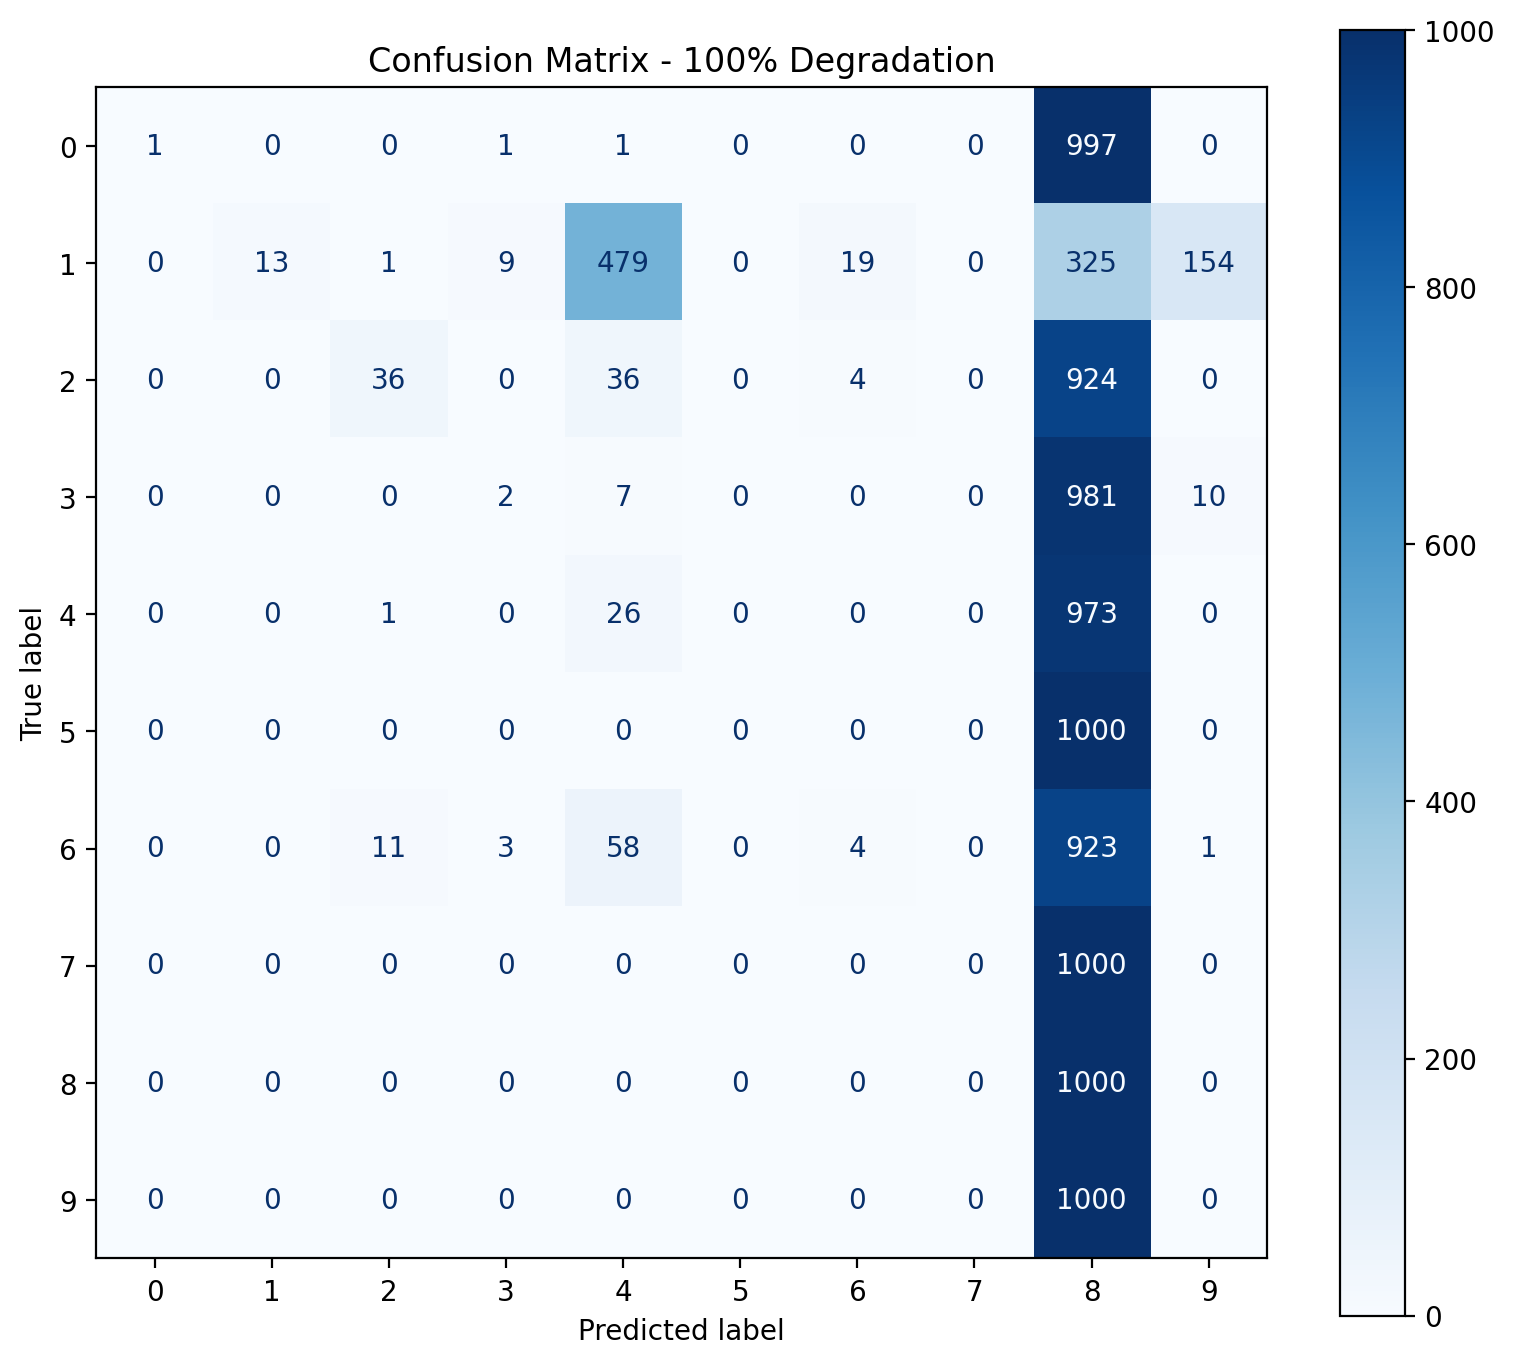 Confusion Matrix - 100% Degradation
1000
0 1 0 0 1 1 0 0 0 997 0
1 0 13 1 9 479 0 19 0 325 154
800
2 0 0 36 0 36 0 4 0 924 0
3 0 0 0 2 7 0 0 0 981 10
600
4 0 0 1 0 26 0 0 0 973 0
True label
5 0 0 0 0 0 0 0 0 1000 0
400
6 0 0 11 3 58 0 4 0 923 1
7 0 0 0 0 0 0 0 0 1000 0
200
8 0 0 0 0 0 0 0 0 1000 0
9 0 0 0 0 0 0 0 0 1000 0
0 1 2 3 4 5 6 7 8 9
0
Predicted label